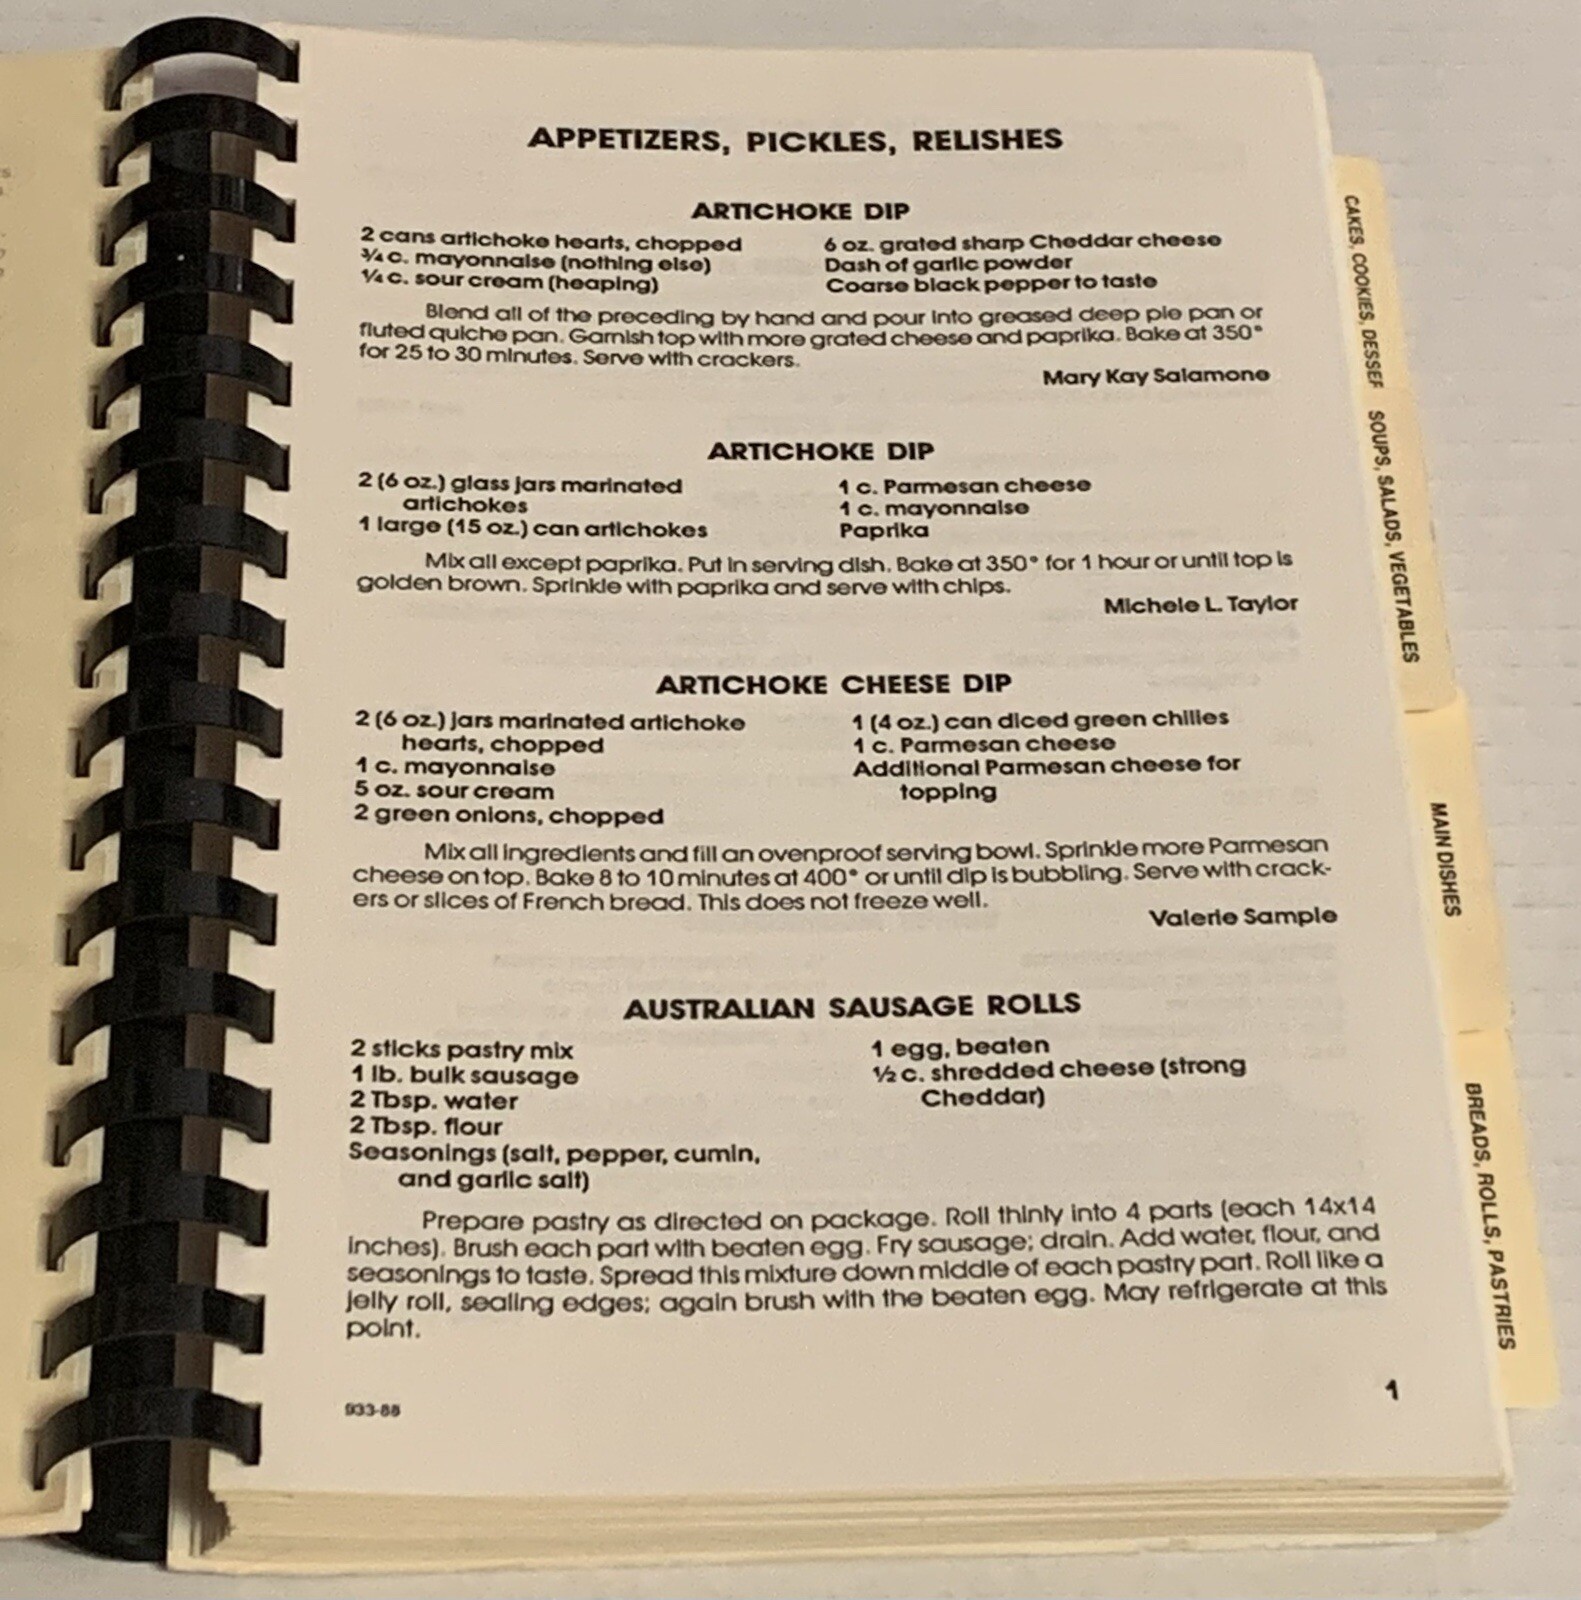 APPETIZERS, PICKLES, RELISHES
ARTICHOKE DIP
2 cans artichoke hearts, chopped
¾ c. mayonnaise (nothing else)
¼ c. sour cream (heaping)
6 oz. grated sharp Cheddar cheese
Dash of garlic powder
Coarse black pepper to taste
Blend all of the preceding by hand and pour into greased deep pie pan or
fluted quiche pan. Garnish top with more grated cheese and paprika. Bake at 350°
for 25 to 30 minutes. Serve with crackers.
Mary Kay Salamone
ARTICHOKE DIP
2 (6 oz.) glass jars marinated
artichokes
1 large (15 oz.) can artichokes
1 c. Parmesan cheese
1 c. mayonnaise
Paprika
Mix all except paprika. Put in serving dish. Bake at 350° for 1 hour or until top is
golden brown. Sprinkle with paprika and serve with chips.
Michele L. Taylor
ARTICHOKE CHEESE DIP
2 (6 oz.) jars marinated artichoke
hearts, chopped
1 c. mayonnaise
5 oz. sour cream
2 green onions, chopped
1 (4 oz.) can diced green chilies
1 c. Parmesan cheese
Additional Parmesan cheese for
topping
Mix all ingredients and fill an ovenproof serving bowl. Sprinkle more Parmesan
cheese on top. Bake 8 to 10 minutes at 400° or until dip is bubbling. Serve with crack-
ers or slices of French bread. This does not freeze well.
Valerie Sample
AUSTRALIAN SAUSAGE ROLLS
2 sticks pastry mix
1 lb. bulk sausage
2 Tbsp. water
2 Tbsp. flour
Seasonings (salt, pepper, cumin,
and garlic salt)
1 egg, beaten
½ c. shredded cheese (strong
Cheddar)
Prepare pastry as directed on package. Roll thinly into 4 parts (each 14x14
inches). Brush each part with beaten egg. Fry sausage; drain. Add water, flour, and
seasonings to taste. Spread this mixture down middle of each pastry part. Roll like a
jelly roll, sealing edges; again brush with the beaten egg. May refrigerate at this
point.
933-88
1
CAKES, COOKIES, DESSER
SOUPS, SALADS, VEGETABLES
MAIN DISHES
BREADS, ROLLS, PASTRIES